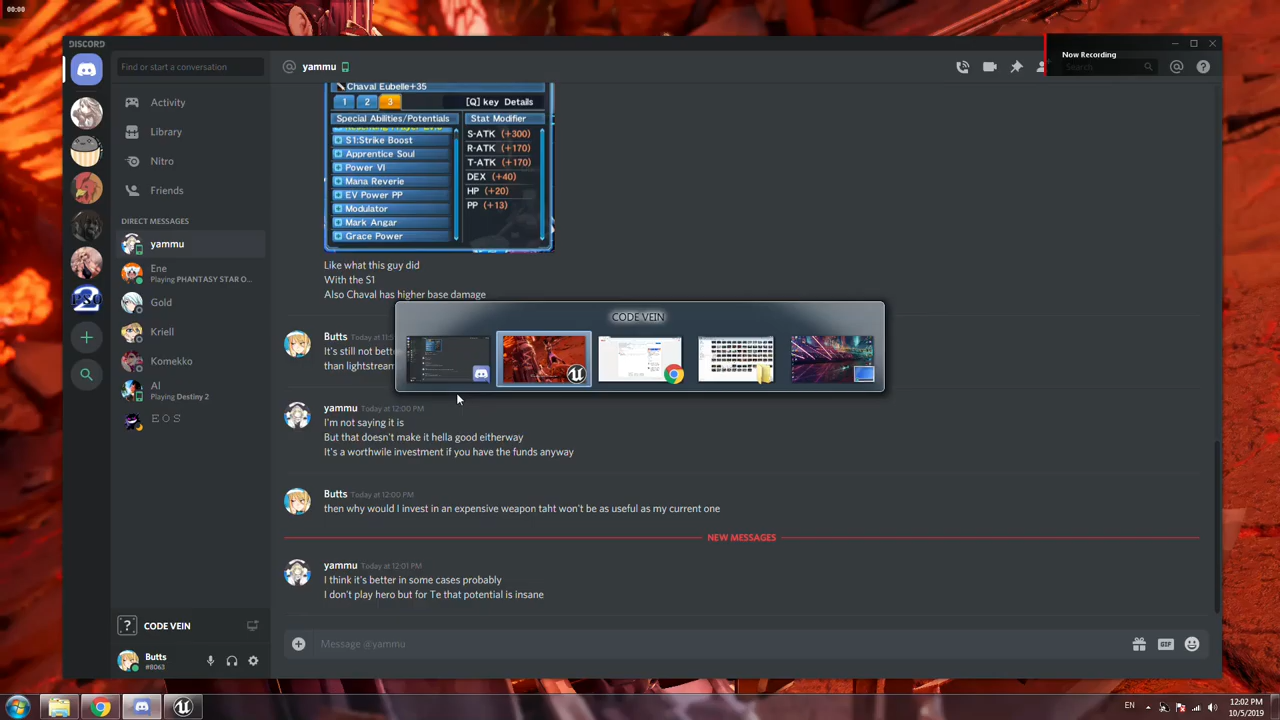 00:00
DISCORD
Now Recording
Find or start a conversation
@ yammu
Search
Activity
Library
Nitro
Friends
DIRECT MESSAGES
yammu
Ene
Playing PHANTASY STAR O...
Gold
Kriell
Komekko
Al
Playing Destiny 2
E O S
CODE VEIN
Butts
#8063
Chaval Eubelle+35
1 2 3 [Q] key Details
Special Abilities/Potentials Stat Modifier
S1:Strike Boost
Apprentice Soul
Power VI
Mana Reverie
EV Power PP
Modulator
Mark Angar
Grace Power
S-ATK (+300)
R-ATK (+170)
T-ATK (+170)
DEX (+40)
HP (+20)
PP (+13)
Like what this guy did
With the S1
Also Chaval has higher base damage
CODE VEIN
Butts Today at 11:5
It's still not bett
than lightstrean
yammu Today at 12:00 PM
I'm not saying it is
But that doesn't make it hella good eitherway
It's a worthwile investment if you have the funds anyway
Butts Today at 12:00 PM
then why would I invest in an expensive weapon taht won't be as useful as my current one
NEW MESSAGES
yammu Today at 12:01 PM
I think it's better in some cases probably
I don't play hero but for Te that potential is insane
Message @yammu
GIF
EN
12:02 PM
10/5/2019